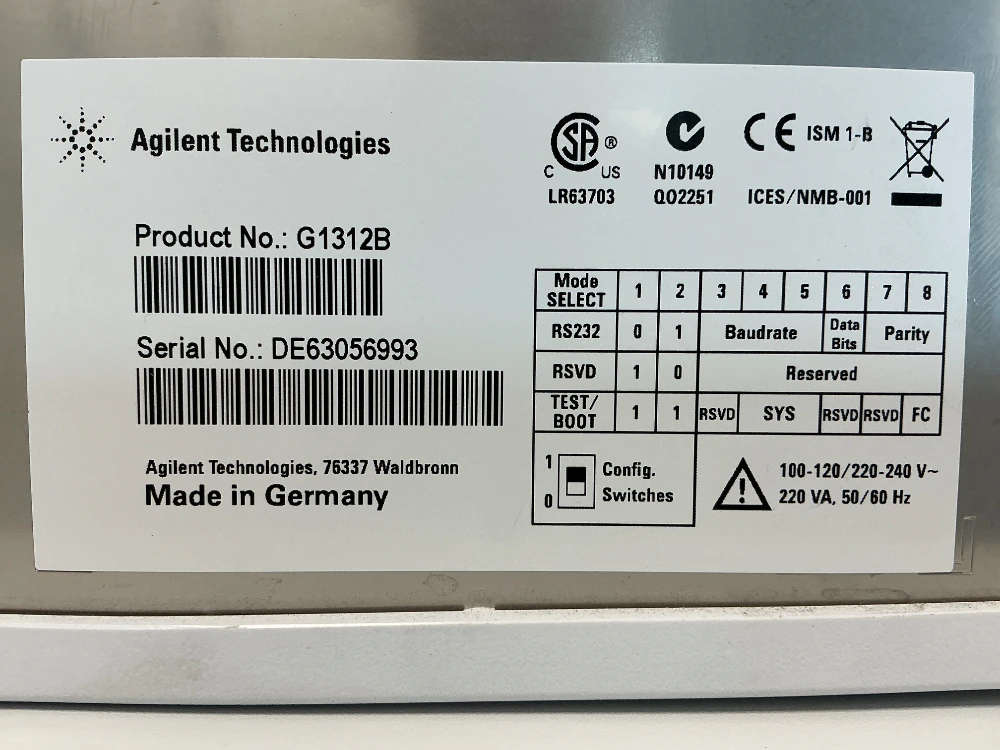 Agilent Technologies
Product No.: G1312B
Serial No.: DE63056993
Agilent Technologies, 76337 Waldbronn
Made in Germany
SA ®
C US
LR63703
N10149
QO2251
CE ISM 1-B
ICES/NMB-001
Mode SELECT 1 2 3 4 5 6 7 8
RS232 0 1 Baudrate Data Bits Parity
RSVD 1 0 Reserved
TEST/BOOT 1 1 RSVD SYS RSVD RSVD FC
1 Config.
0 Switches
100-120/220-240 V~
220 VA, 50/60 Hz